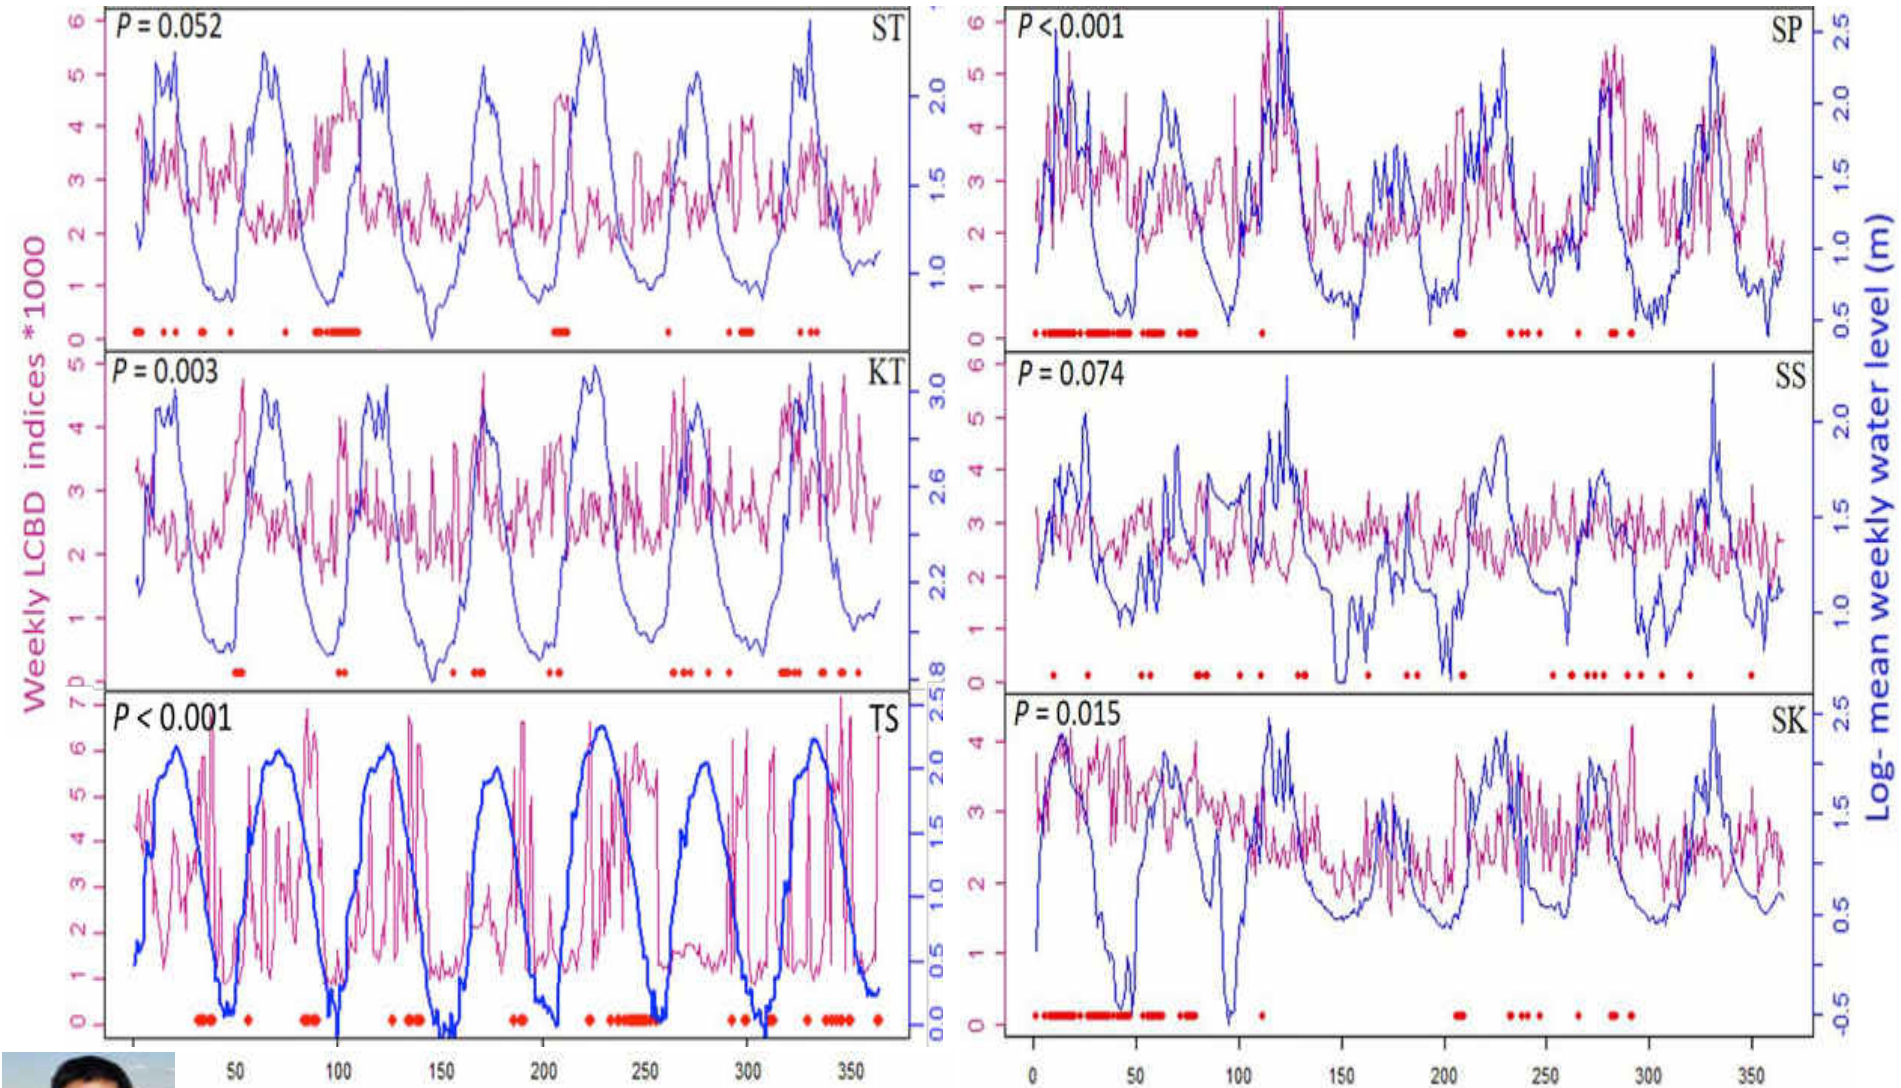 Weekly LCBD indices *1000
P = 0.052 ST
6 5 4 3 2 1 0
2.0 1.5 1.0
P < 0.001 SP
6 5 4 3 2 1 0
2.5 2.0 1.5 1.0 0.5
P = 0.003 KT
5 4 3 2 1 0
3.0 2.6 2.2 1.8
P = 0.074 SS
6 5 4 3 2 1 0
2.0 1.5 1.0
P < 0.001 TS
7 6 5 4 3 2 1 0
2.5 2.0 1.5 1.0 0.5 0.0
P = 0.015 SK
4 3 2 1 0
2.5 1.5 0.5 -0.5
50 100 150 200 250 300 350
0 50 100 150 200 250 300 350
Log- mean weekly water level (m)